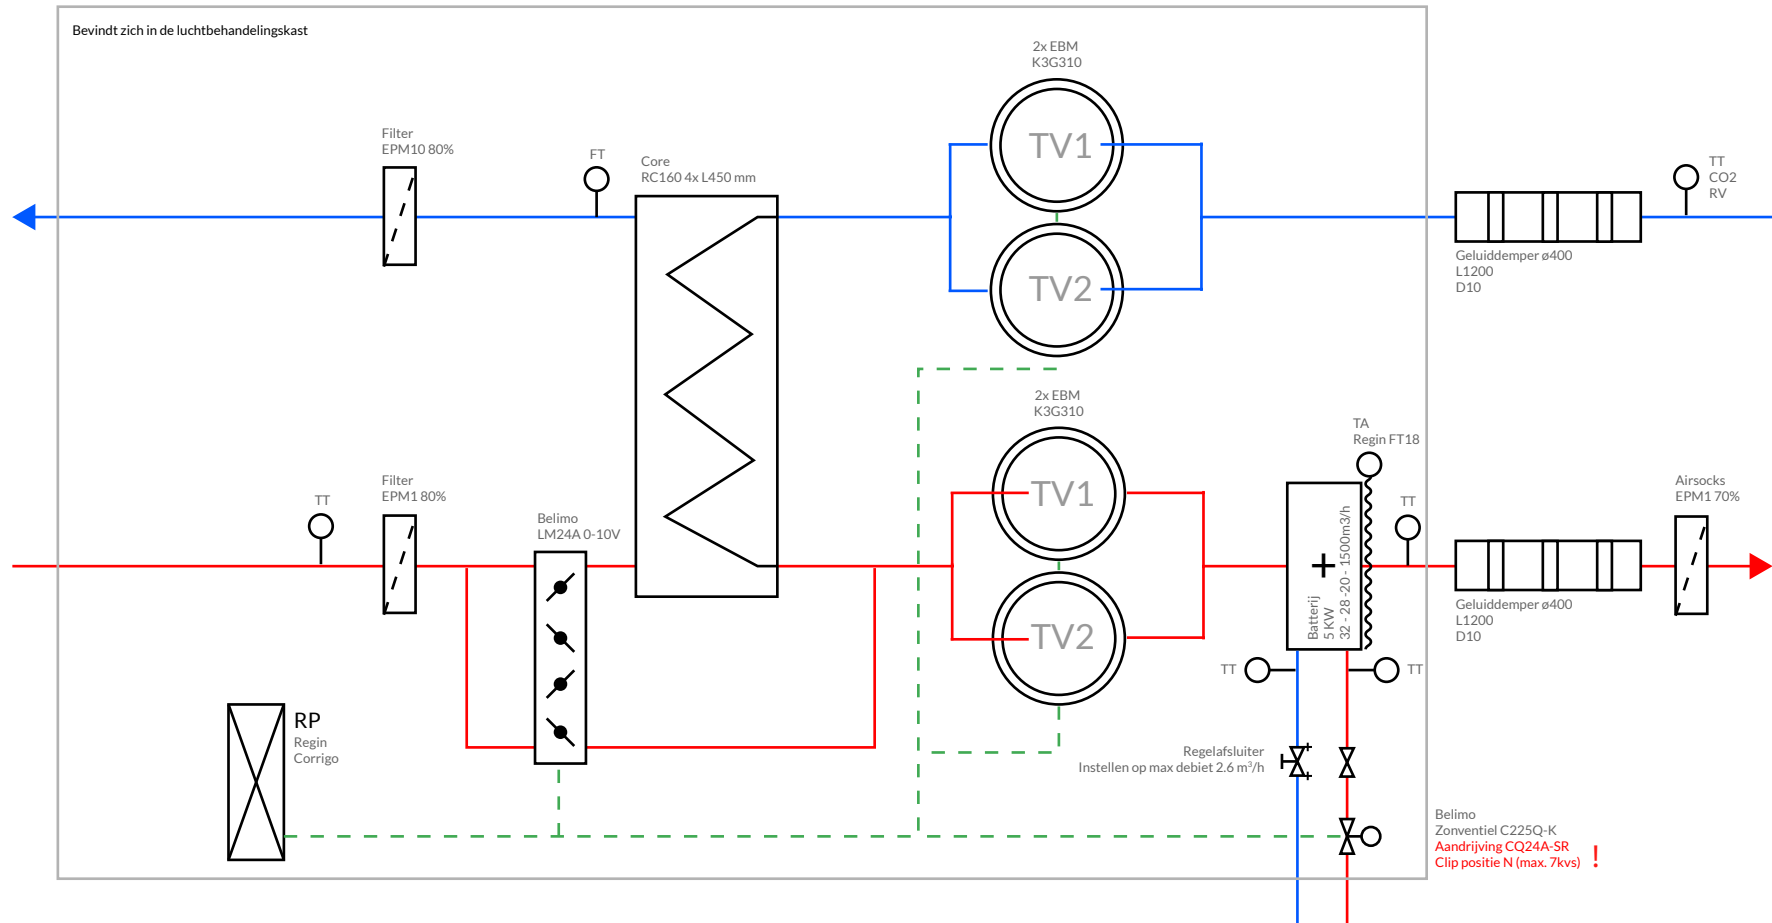 Bevindt zich in de luchtbehandelingskast
2x EBM
K3G310
TV1
TV2
Filter
EPM10 80%
FT
Core
RC160 4x L450 mm
TT
CO2
RV
Geluiddemper ø400
L1200
D10
2x EBM
K3G310
TV1
TV2
TA
Regin FT18
Filter
EPM1 80%
TT
Belimo
LM24A 0-10V
TT
Airsocks
EPM1 70%
Batterij
5 KW
32 - 28 -20 - 1500m3/h
Geluiddemper ø400
L1200
D10
TT
TT
RP
Regin
Corrigo
Regelafsluiter
Instellen op max debiet 2.6 m³/h
Belimo
Zonventiel C225Q-K
Aandrijving CQ24A-SR
Clip positie N (max. 7kvs)
!